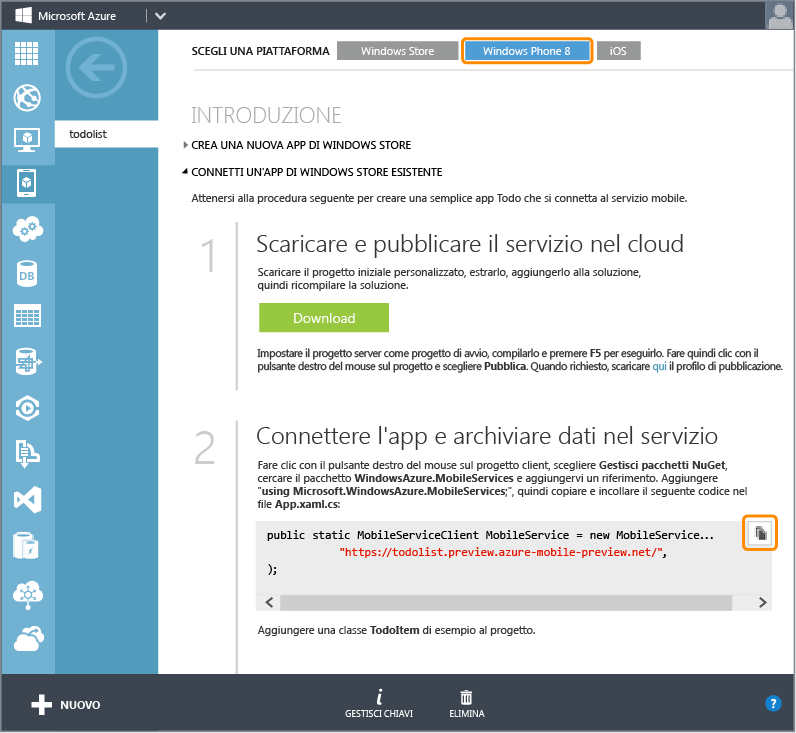 Microsoft Azure
SCEGLI UNA PIATTAFORMA Windows Store Windows Phone 8 iOS
todolist
INTRODUZIONE
CREA UNA NUOVA APP DI WINDOWS STORE
CONNETTI UN'APP DI WINDOWS STORE ESISTENTE
Attenersi alla procedura seguente per creare una semplice app Todo che si connetta al servizio mobile.
1
Scaricare e pubblicare il servizio nel cloud
Scaricare il progetto iniziale personalizzato, estrarlo, aggiungerlo alla soluzione,
quindi ricompilare la soluzione.
Download
Impostare il progetto server come progetto di avvio, compilarlo e premere F5 per eseguirlo. Fare quindi clic con il
pulsante destro del mouse sul progetto e scegliere Pubblica. Quando richiesto, scaricare qui il profilo di pubblicazione.
2
Connettere l'app e archiviare dati nel servizio
Fare clic con il pulsante destro del mouse sul progetto client, scegliere Gestisci pacchetti NuGet,
cercare il pacchetto WindowsAzure.MobileServices e aggiungervi un riferimento. Aggiungere
"using Microsoft.WindowsAzure.MobileServices;", quindi copiare e incollare il seguente codice nel
file App.xaml.cs:
public static MobileServiceClient MobileService = new MobileService...
"https://todolist.preview.azure-mobile-preview.net/",
);
Aggiungere una classe TodoItem di esempio al progetto.
DB
NUOVO
GESTISCI CHIAVI
ELIMINA
?